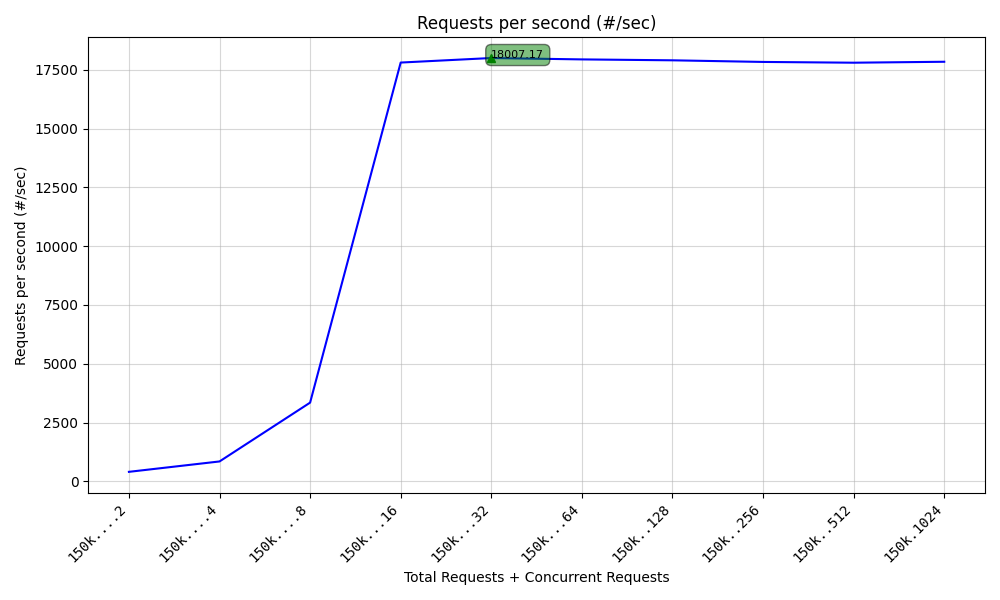 Requests per second (#/sec)
18007.17
17500
15000
12500
10000
7500
5000
2500
0
Requests per second (#/sec)
150k....2
150k....4
150k....8
150k...16
150k...32
150k...64
150k..128
150k..256
150k..512
150k.1024
Total Requests + Concurrent Requests